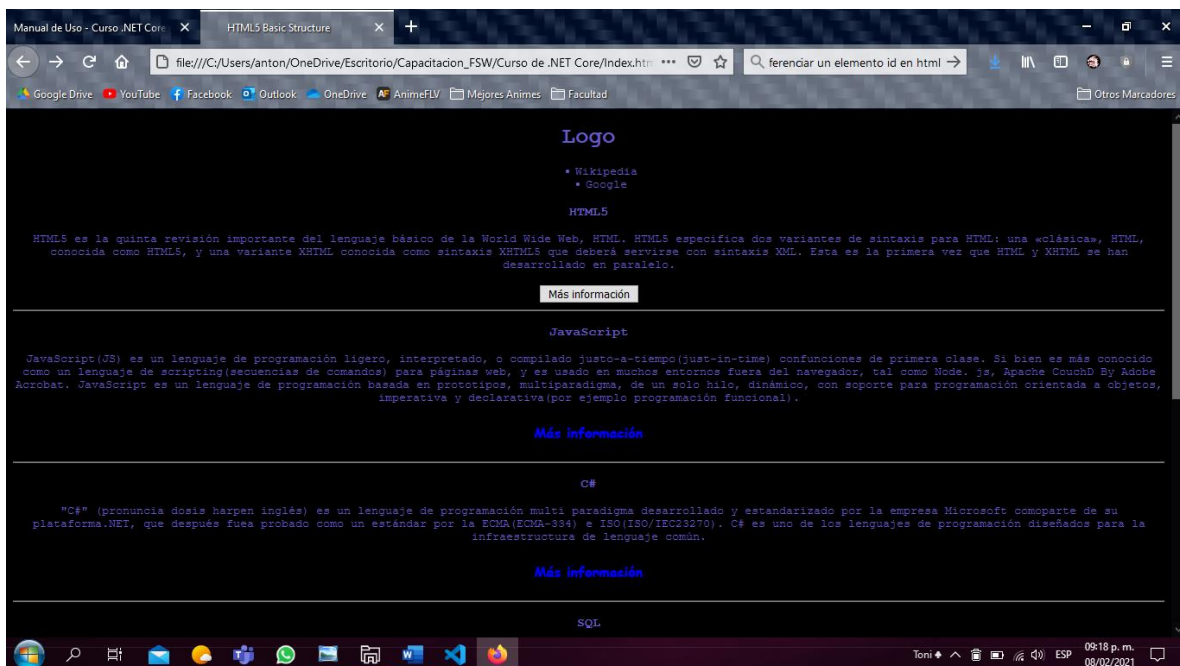 Manual de Uso - Curso .NET Core
HTML5 Basic Structure
file:///C:/Users/anton/OneDrive/Escritorio/Capacitacion_FSW/Curso de .NET Core/Index.htm
ferenciar un elemento id en html
Google Drive YouTube Facebook Outlook OneDrive AF AnimeFLV Mejores Animes Facultad Otros Marcadores
Logo
• Wikipedia
• Google
HTML5
HTML5 es la quinta revisión importante del lenguaje básico de la World Wide Web, HTML. HTML5 especifica dos variantes de sintaxis para HTML: una «clásica», HTML,
conocida como HTML5, y una variante XHTML conocida como sintaxis XHTML5 que deberá servirse con sintaxis XML. Esta es la primera vez que HTML y XHTML se han
desarrollado en paralelo.
Más información
JavaScript
JavaScript(JS) es un lenguaje de programación ligero, interpretado, o compilado justo-a-tiempo(just-in-time) confunciones de primera clase. Si bien es más conocido
como un lenguaje de scripting(secuencias de comandos) para páginas web, y es usado en muchos entornos fuera del navegador, tal como Node. js, Apache CouchD By Adobe
Acrobat. JavaScript es un lenguaje de programación basada en prototipos, multiparadigma, de un solo hilo, dinámico, con soporte para programación orientada a objetos,
imperativa y declarativa(por ejemplo programación funcional).
Más información
C#
"C#" (pronuncia dosis harpen inglés) es un lenguaje de programación multi paradigma desarrollado y estandarizado por la empresa Microsoft comoparte de su
plataforma.NET, que después fuea probado como un estándar por la ECMA(ECMA-334) e ISO(ISO/IEC23270). C# es uno de los lenguajes de programación diseñados para la
infraestructura de lenguaje común.
Más información
SQL
Toni ESP 09:18 p. m.
08/02/2021